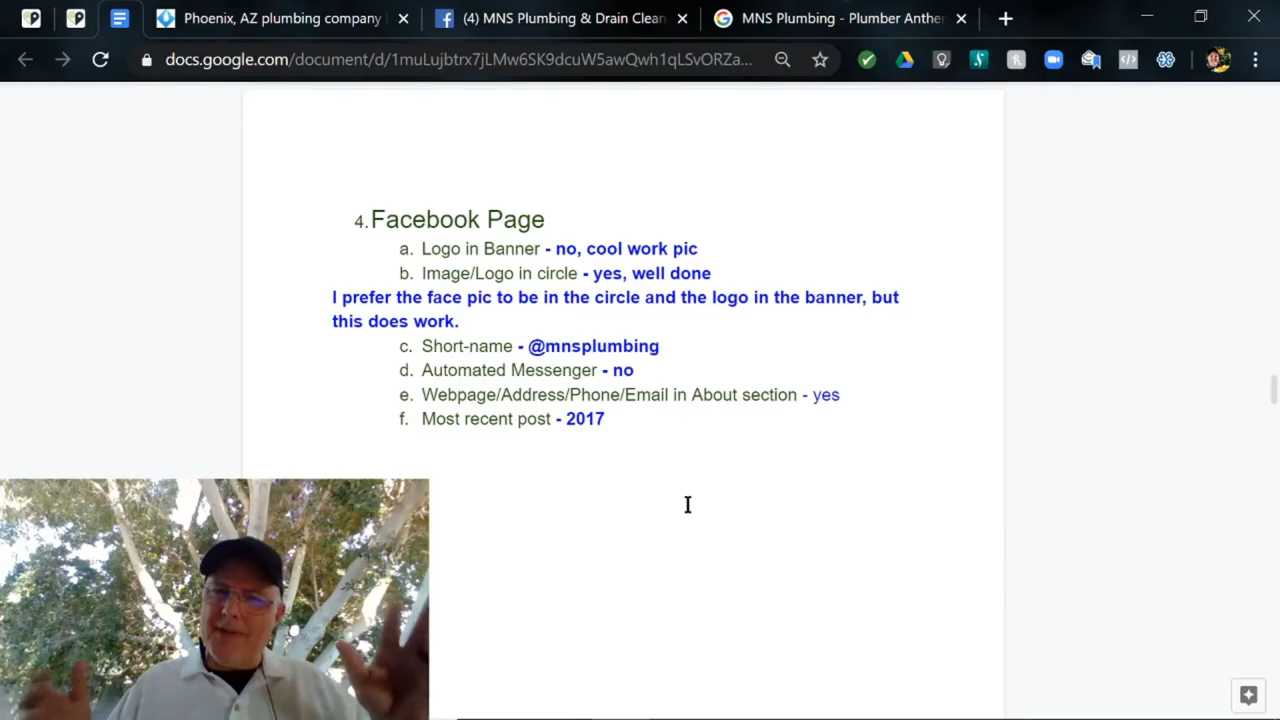 Phoenix, AZ plumbing company
(4) MNS Plumbing & Drain Clean
MNS Plumbing - Plumber Anther
docs.google.com/document/d/1muLujbtrx7jLMw6SK9dcuW5awQwh1qLSvORZa...
4. Facebook Page
a. Logo in Banner - no, cool work pic
b. Image/Logo in circle - yes, well done
I prefer the face pic to be in the circle and the logo in the banner, but
this does work.
c. Short-name - @mnsplumbing
d. Automated Messenger - no
e. Webpage/Address/Phone/Email in About section - yes
f. Most recent post - 2017